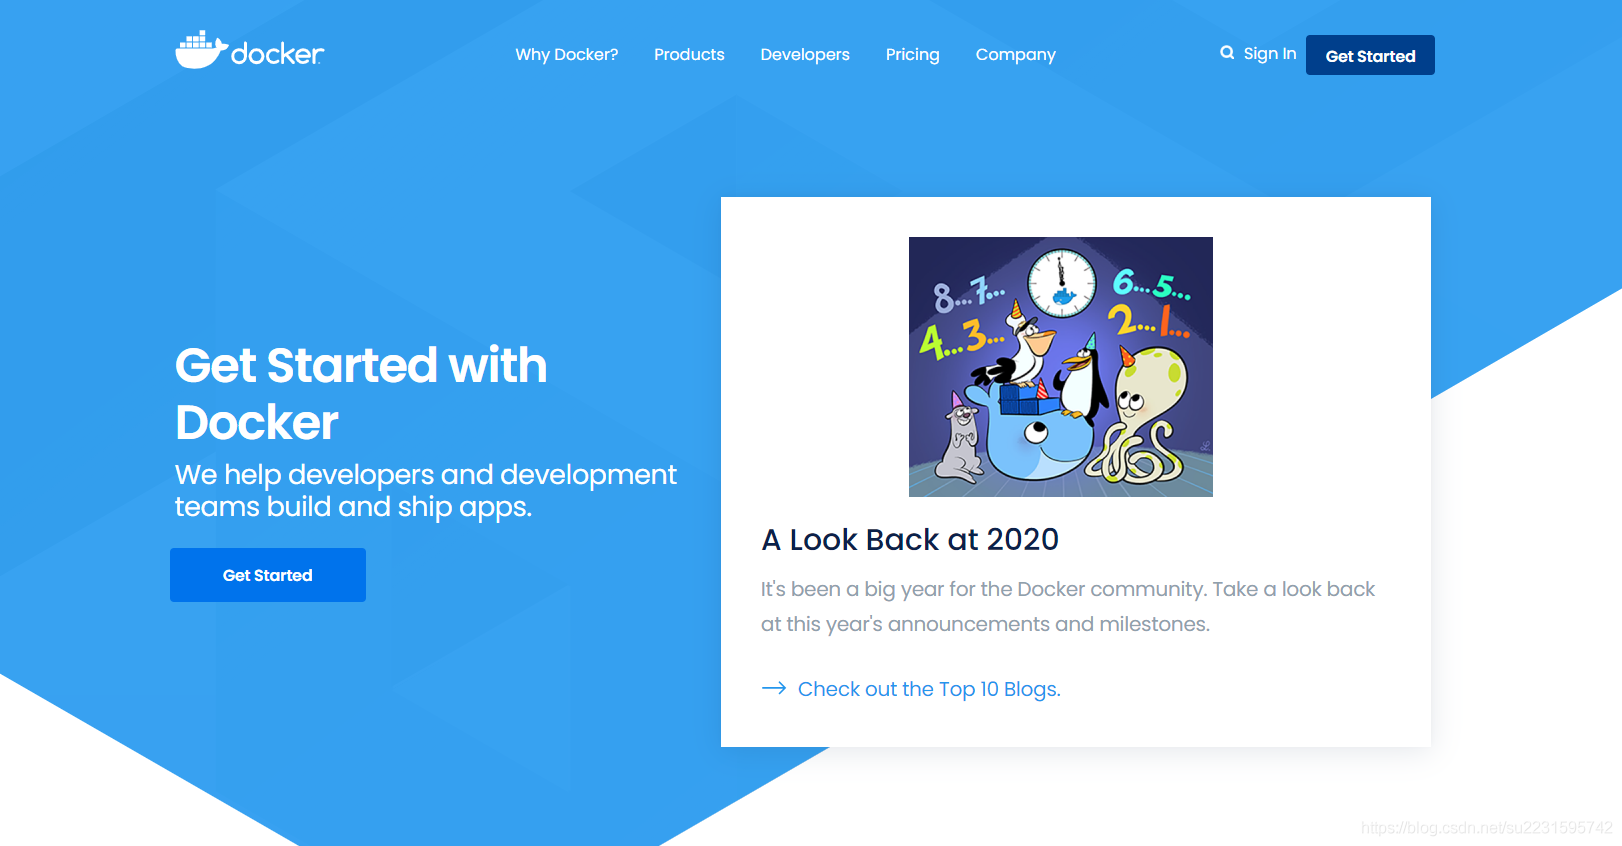 docker
Why Docker?
Products
Developers
Pricing
Company
Sign In
Get Started
8...7...
6...5...
4...3...
2...1...
Get Started with
Docker
We help developers and development
teams build and ship apps.
Get Started
A Look Back at 2020
It's been a big year for the Docker community. Take a look back
at this year's announcements and milestones.
Check out the Top 10 Blogs.
https://blog.csdn.net/su2231595742